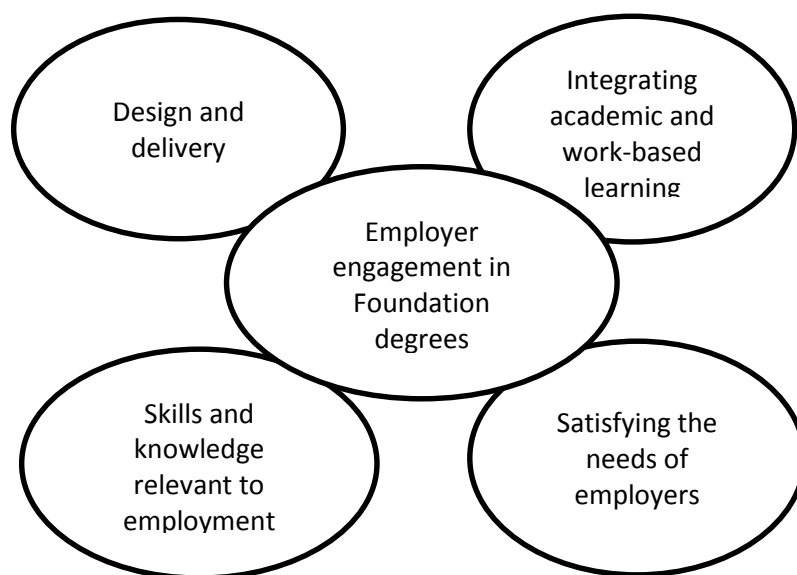 Design and
delivery
Integrating
academic and
work-based
learning
Employer
engagement in
Foundation
degrees
Skills and
knowledge
relevant to
employment
Satisfying the
needs of
employers